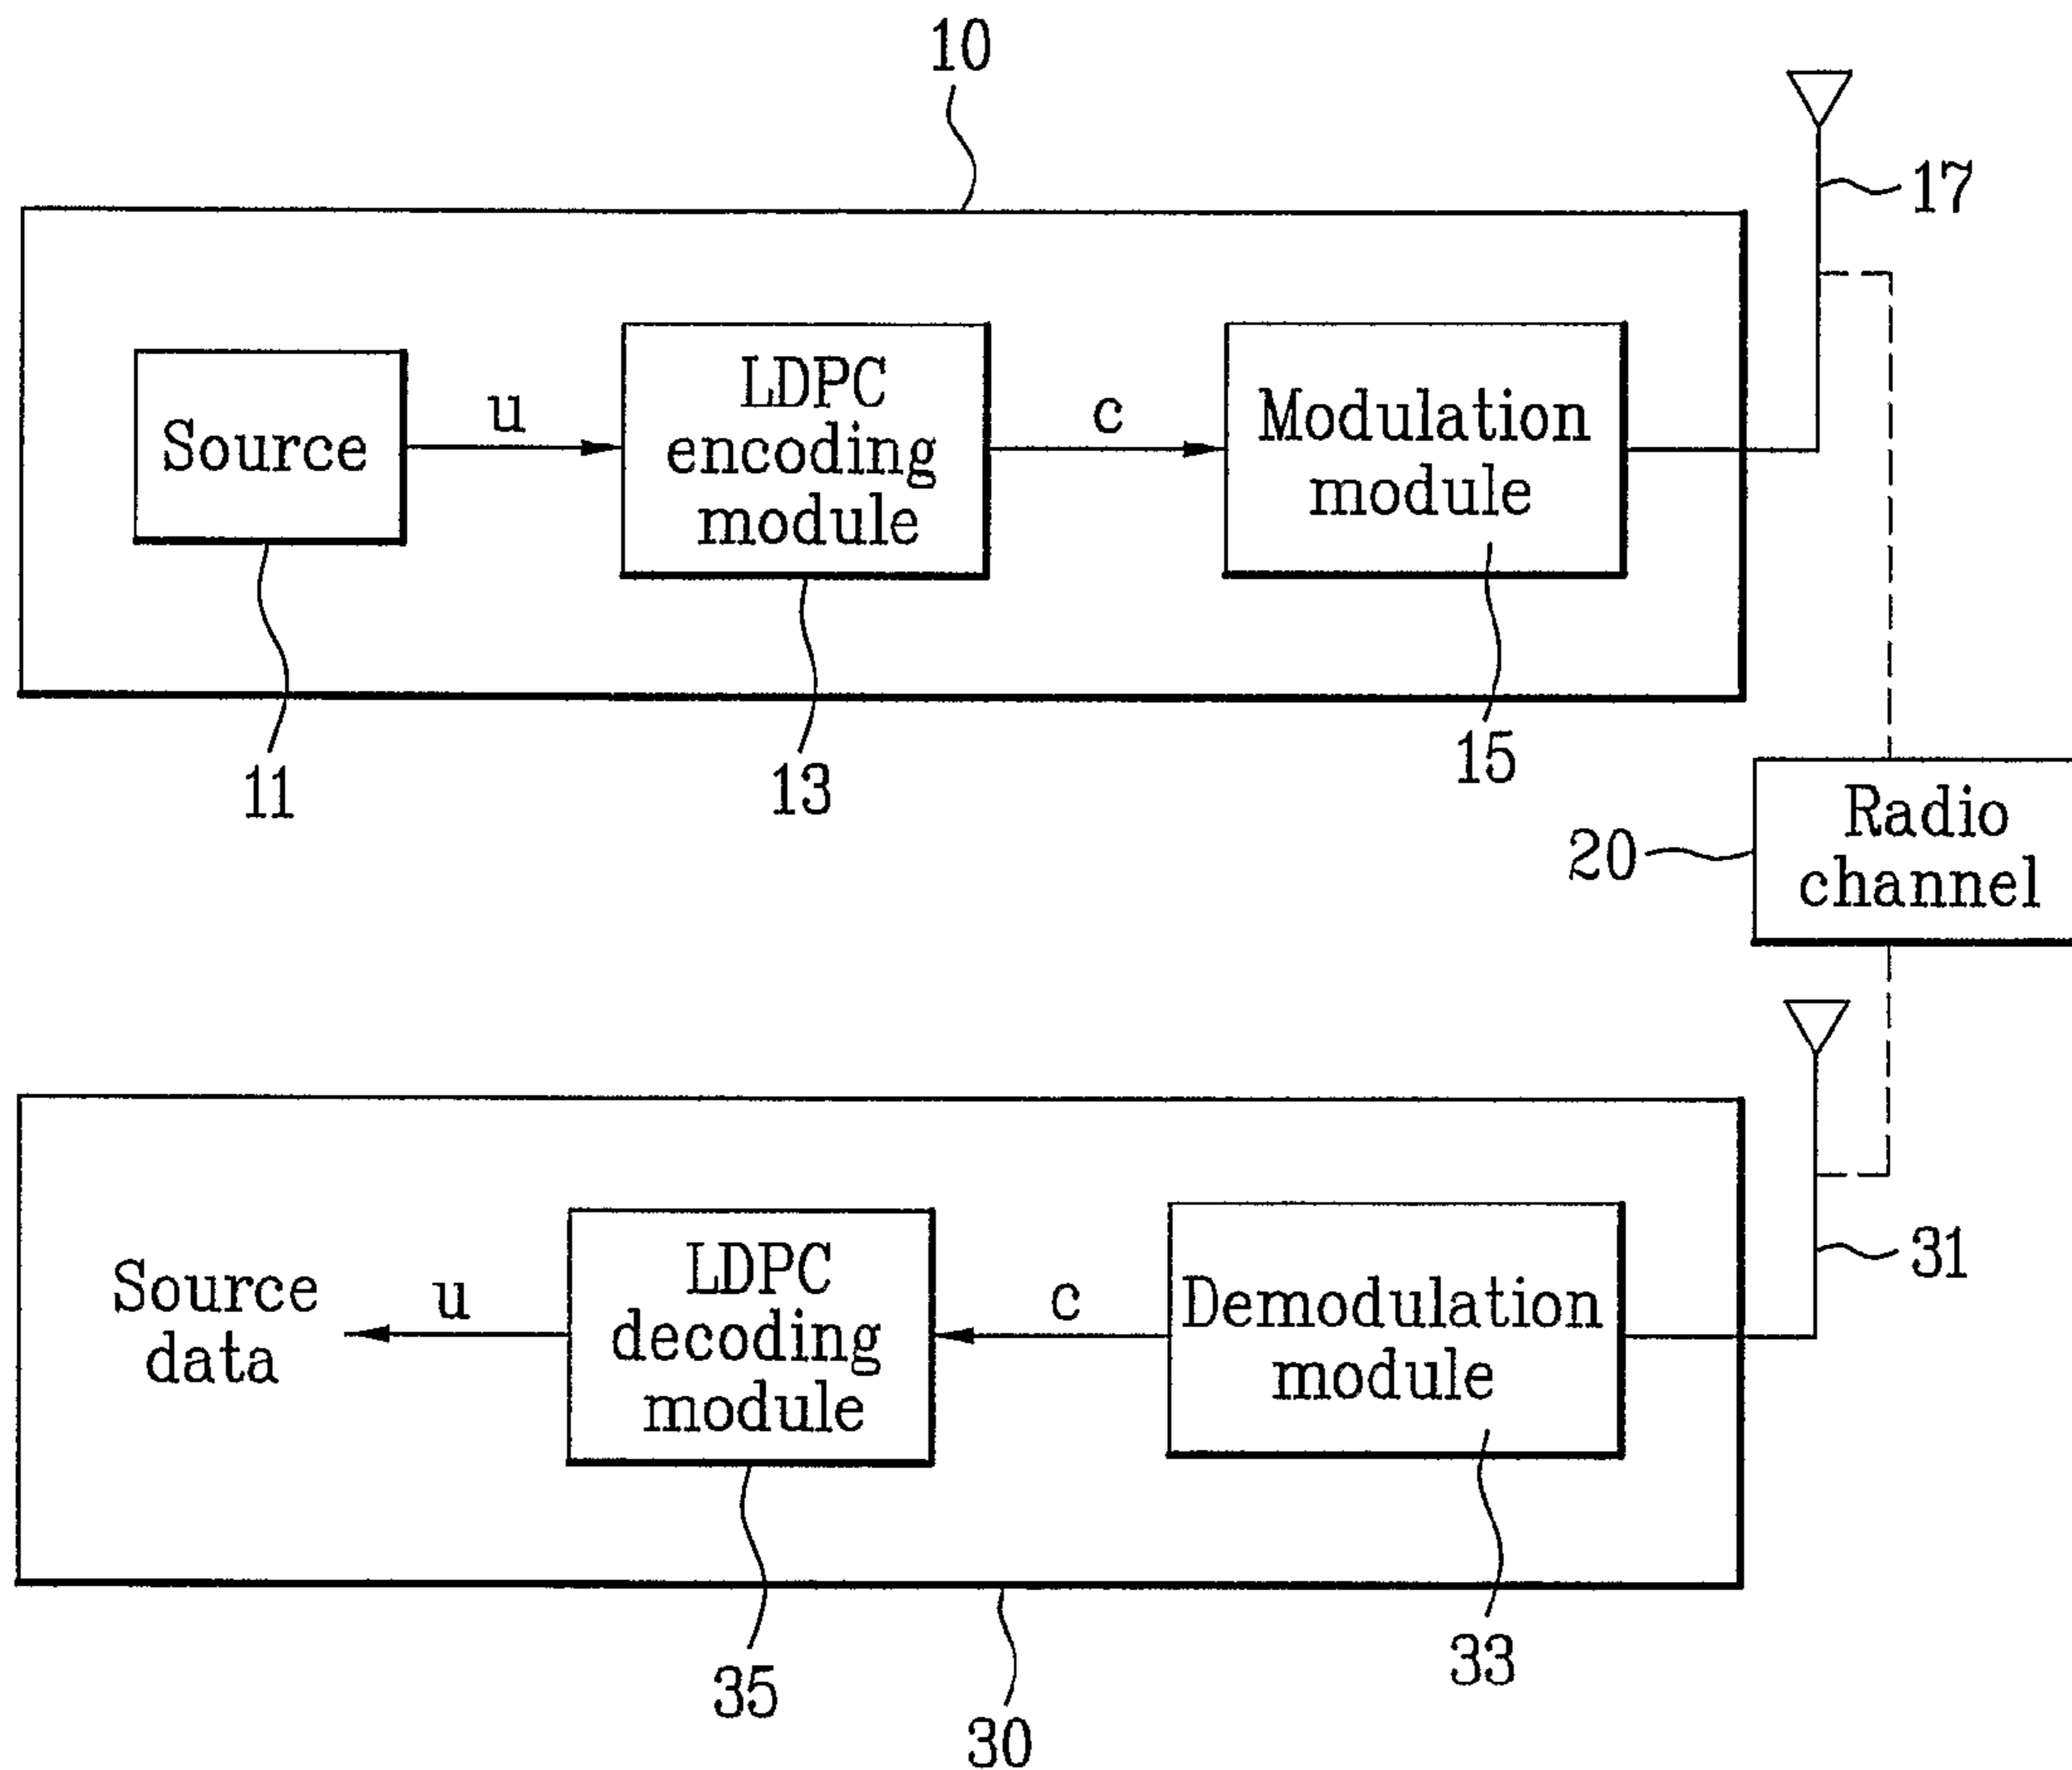 10
17
Source
u
LDPC
encoding
module
c
Modulation
module
11
13
15
20
Radio
channel
Source
data
u
LDPC
decoding
module
c
Demodulation
module
31
35
30
33